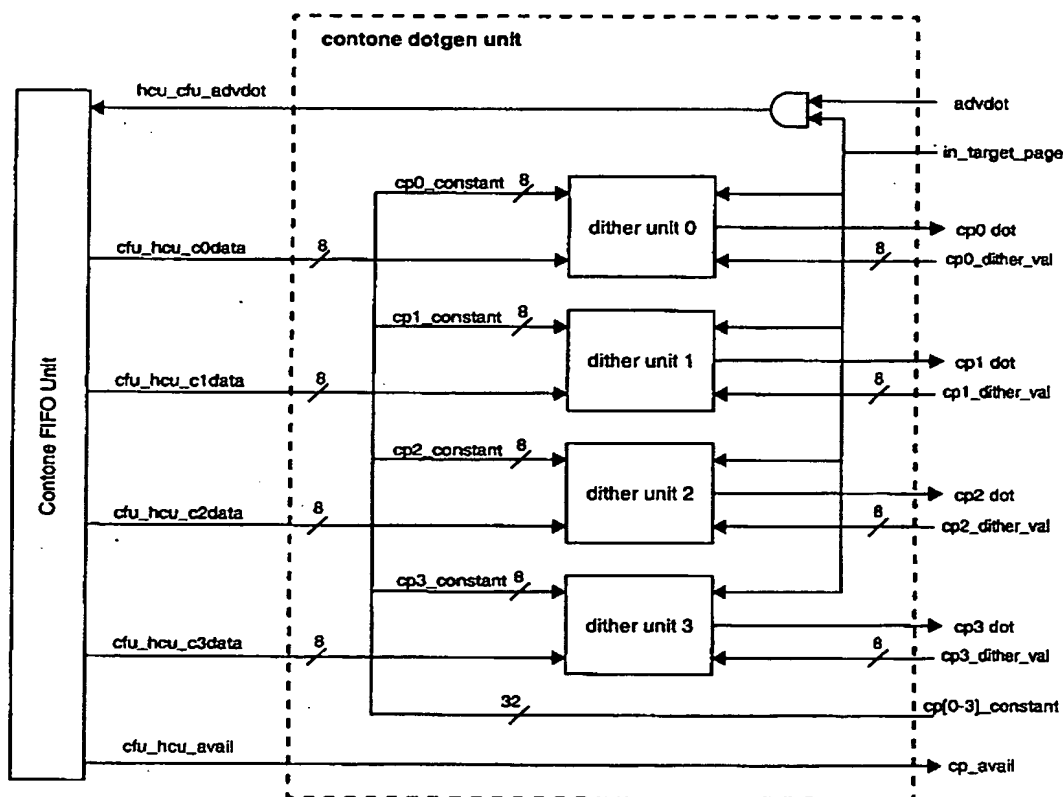 contone dotgen unit
hcu_cfu_advdot
advdot
in_target_page
Contone FIFO Unit
cp0_constant
8
dither unit 0
cp0 dot
cfu_hcu_c0data
8
8
cp0_dither_val
cp1_constant
8
dither unit 1
cp1 dot
cfu_hcu_c1data
8
8
cp1_dither_val
cp2_constant
8
dither unit 2
cp2 dot
cfu_hcu_c2data
8
8
cp2_dither_val
cp3_constant
8
dither unit 3
cp3 dot
cfu_hcu_c3data
8
8
cp3_dither_val
32
cp[0-3]_constant
cfu_hcu_avail
cp_avail